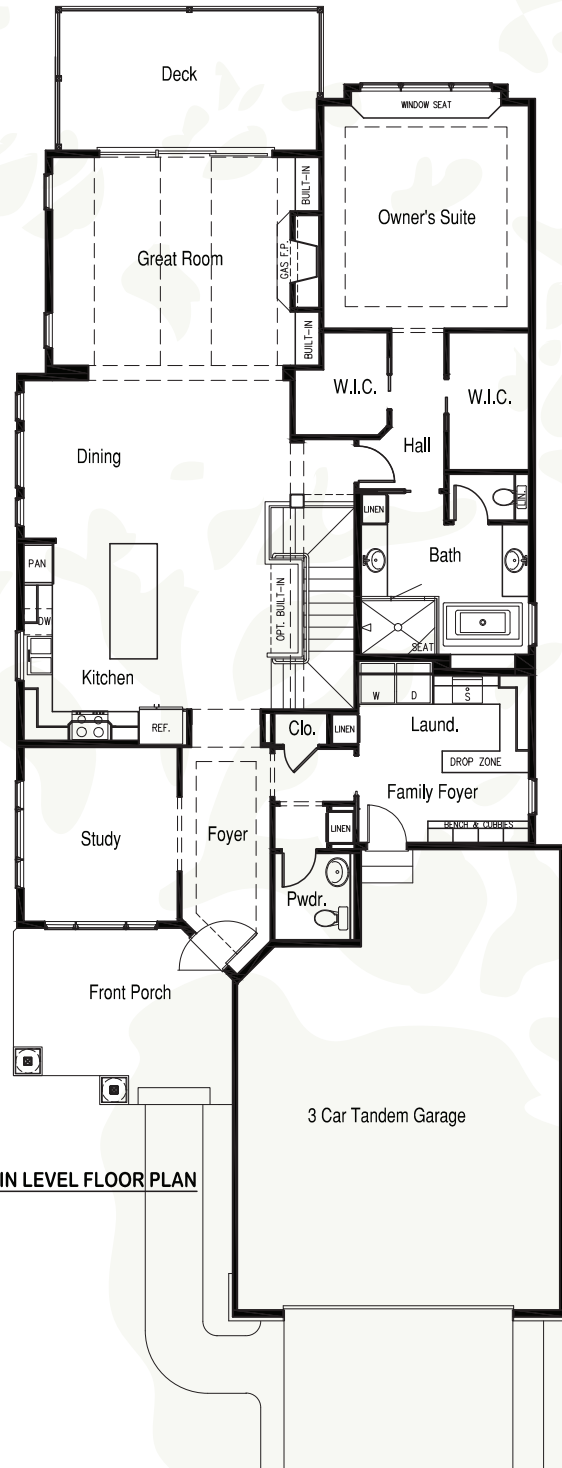 Deck
WINDOW SEAT
BUILT-IN
Owner's Suite
Great Room
GAS F.P.
BUILT-IN
W.I.C.
W.I.C.
Hall
Dining
LINEN
LIN.
Bath
PAN
OPT. BUILT-IN
DW
SEAT
Kitchen
W
D
S
REF.
Clo.
LINEN
Laund.
DROP ZONE
Family Foyer
Study
Foyer
LINEN
BENCH & CUBBIES
Pwdr.
Front Porch
3 Car Tandem Garage
IN LEVEL FLOOR PLAN